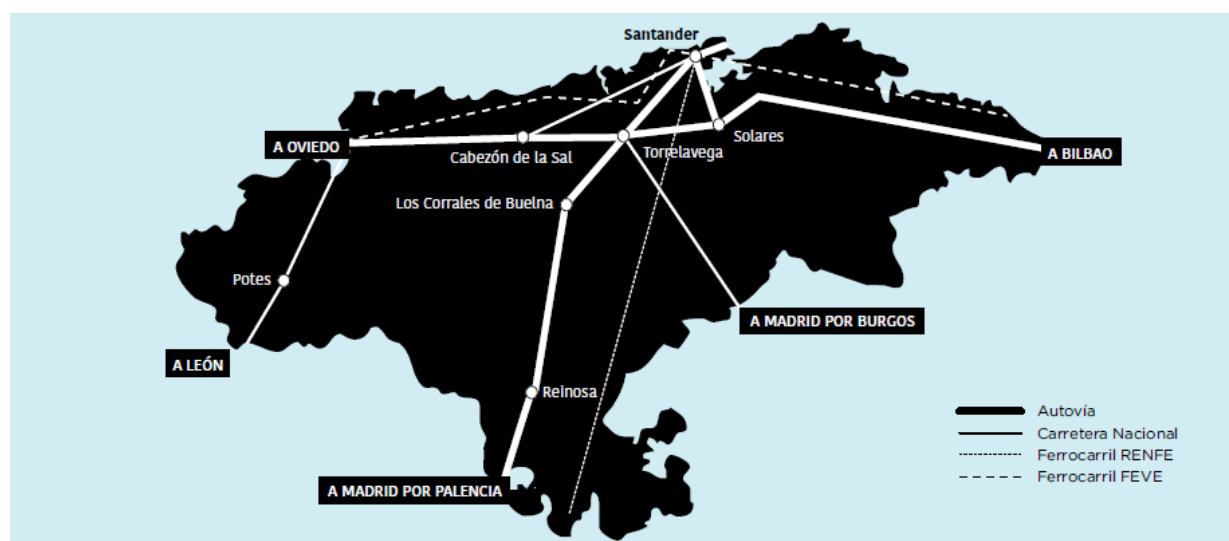 Santander
A OVIEDO
Cabezón de la Sal
Torrelavega
Solares
A BILBAO
Los Corrales de Buelna
Potes
A MADRID POR BURGOS
A LEÓN
Reinosa
A MADRID POR PALENCIA
Autovía
Carretera Nacional
Ferrocarril RENFE
Ferrocarril FEVE